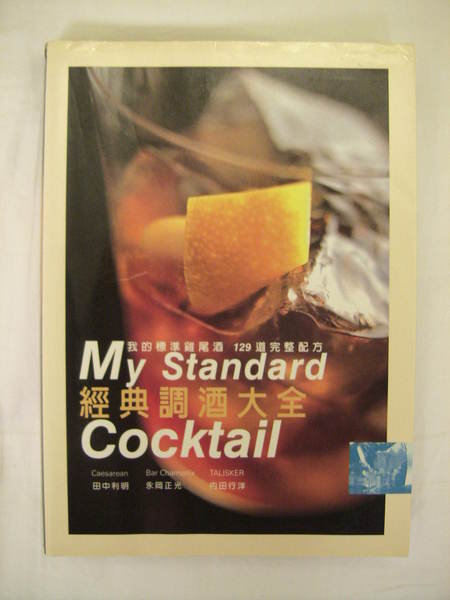 我的標準雞尾酒 129道完整配方
My Standard
經典調酒大全
Cocktail
Caesarean Bar Chamonix TALISKER
田中利明 永岡正光 內田行洋